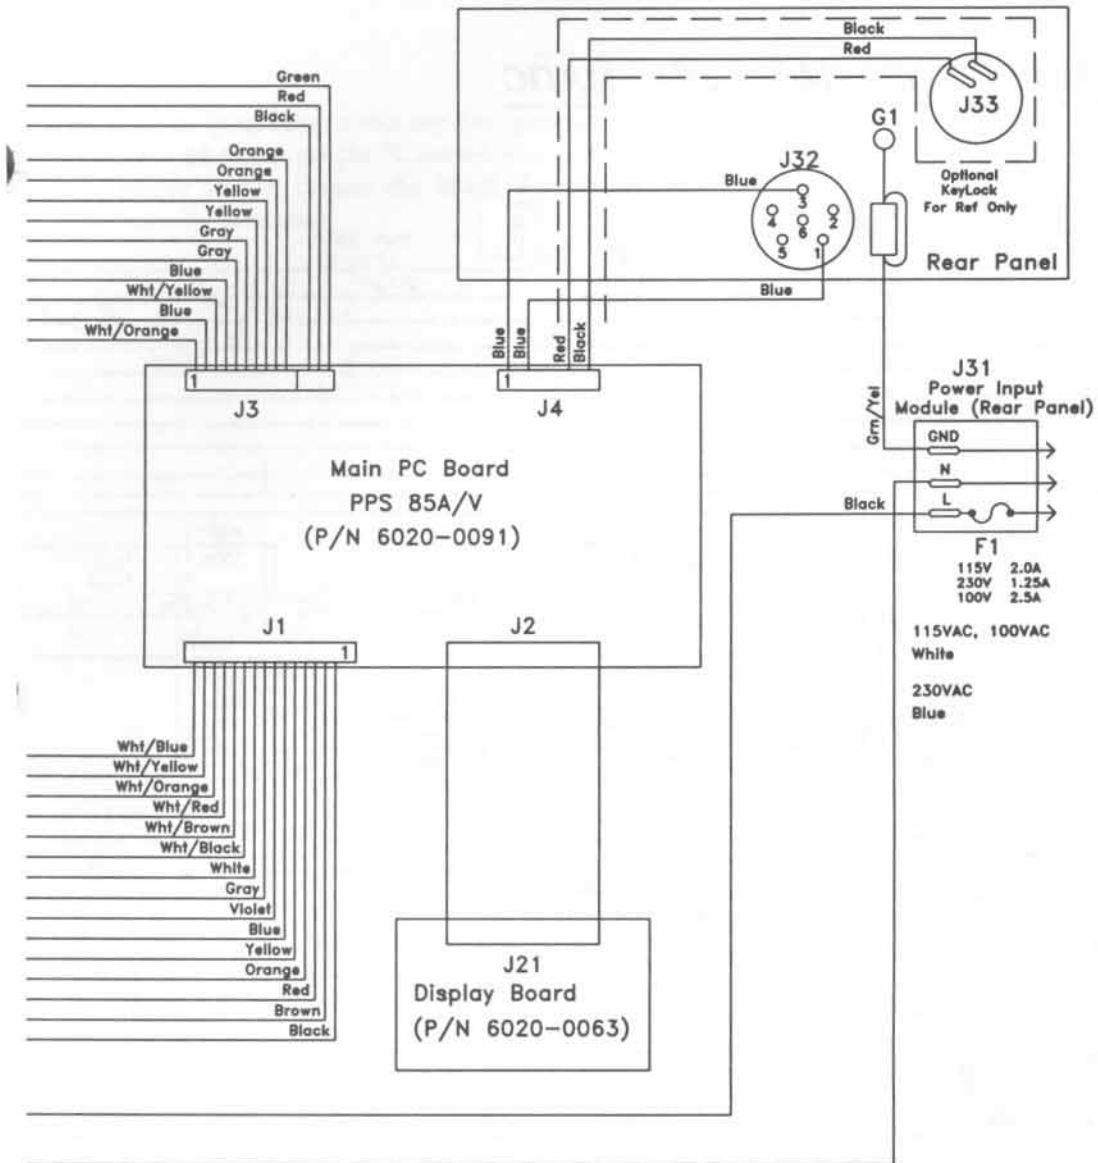 Green
Red
Black
Orange
Orange
Yellow
Yellow
Gray
Gray
Blue
Wht/Yellow
Blue
Wht/Orange
1
J3
Black
Red
J33
Optional
KeyLock
For Ref Only
G1
J32
Blue
3
4
2
6
5
1
Rear Panel
Blue
Blue
Blue
Red
Black
1
J4
Grn/Yel
J31
Power Input
Module (Rear Panel)
GND
N
L
Black
F1
115V 2.0A
230V 1.25A
100V 2.5A
115VAC, 100VAC
White
230VAC
Blue
Main PC Board
PPS 85A/V
(P/N 6020-0091)
J1
1
J2
Wht/Blue
Wht/Yellow
Wht/Orange
Wht/Red
Wht/Brown
Wht/Black
White
Gray
Violet
Blue
Yellow
Orange
Red
Brown
Black
J21
Display Board
(P/N 6020-0063)